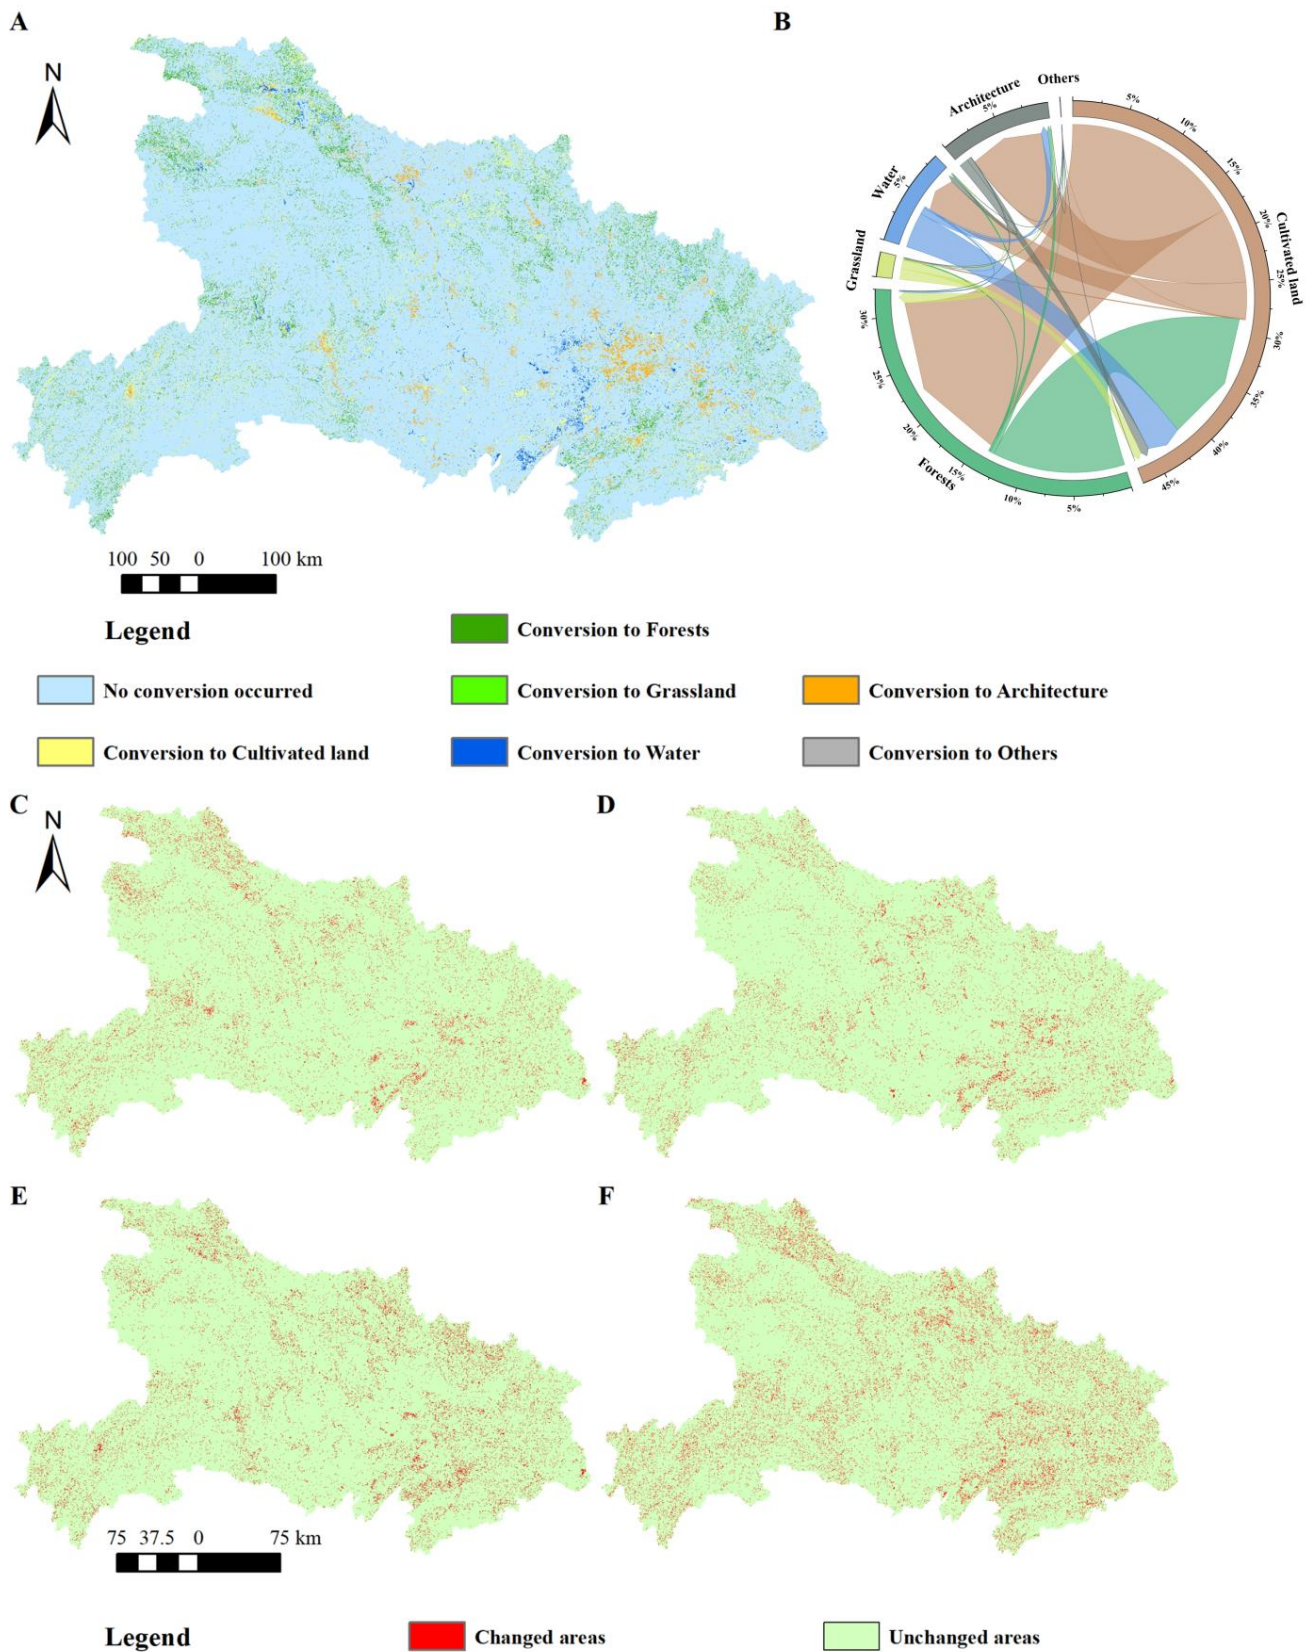 A
B
N
Others
Architecture
5%
5%
10%
15%
20%
25%
Cultivated land
30%
35%
40%
45%
Water
5%
Grassland
30%
25%
20%
Forests
15%
10%
5%
100 50 0 100 km
Legend
Conversion to Forests
No conversion occurred
Conversion to Grassland
Conversion to Architecture
Conversion to Cultivated land
Conversion to Water
Conversion to Others
C
D
N
E
F
75 37.5 0 75 km
Legend
Changed areas
Unchanged areas